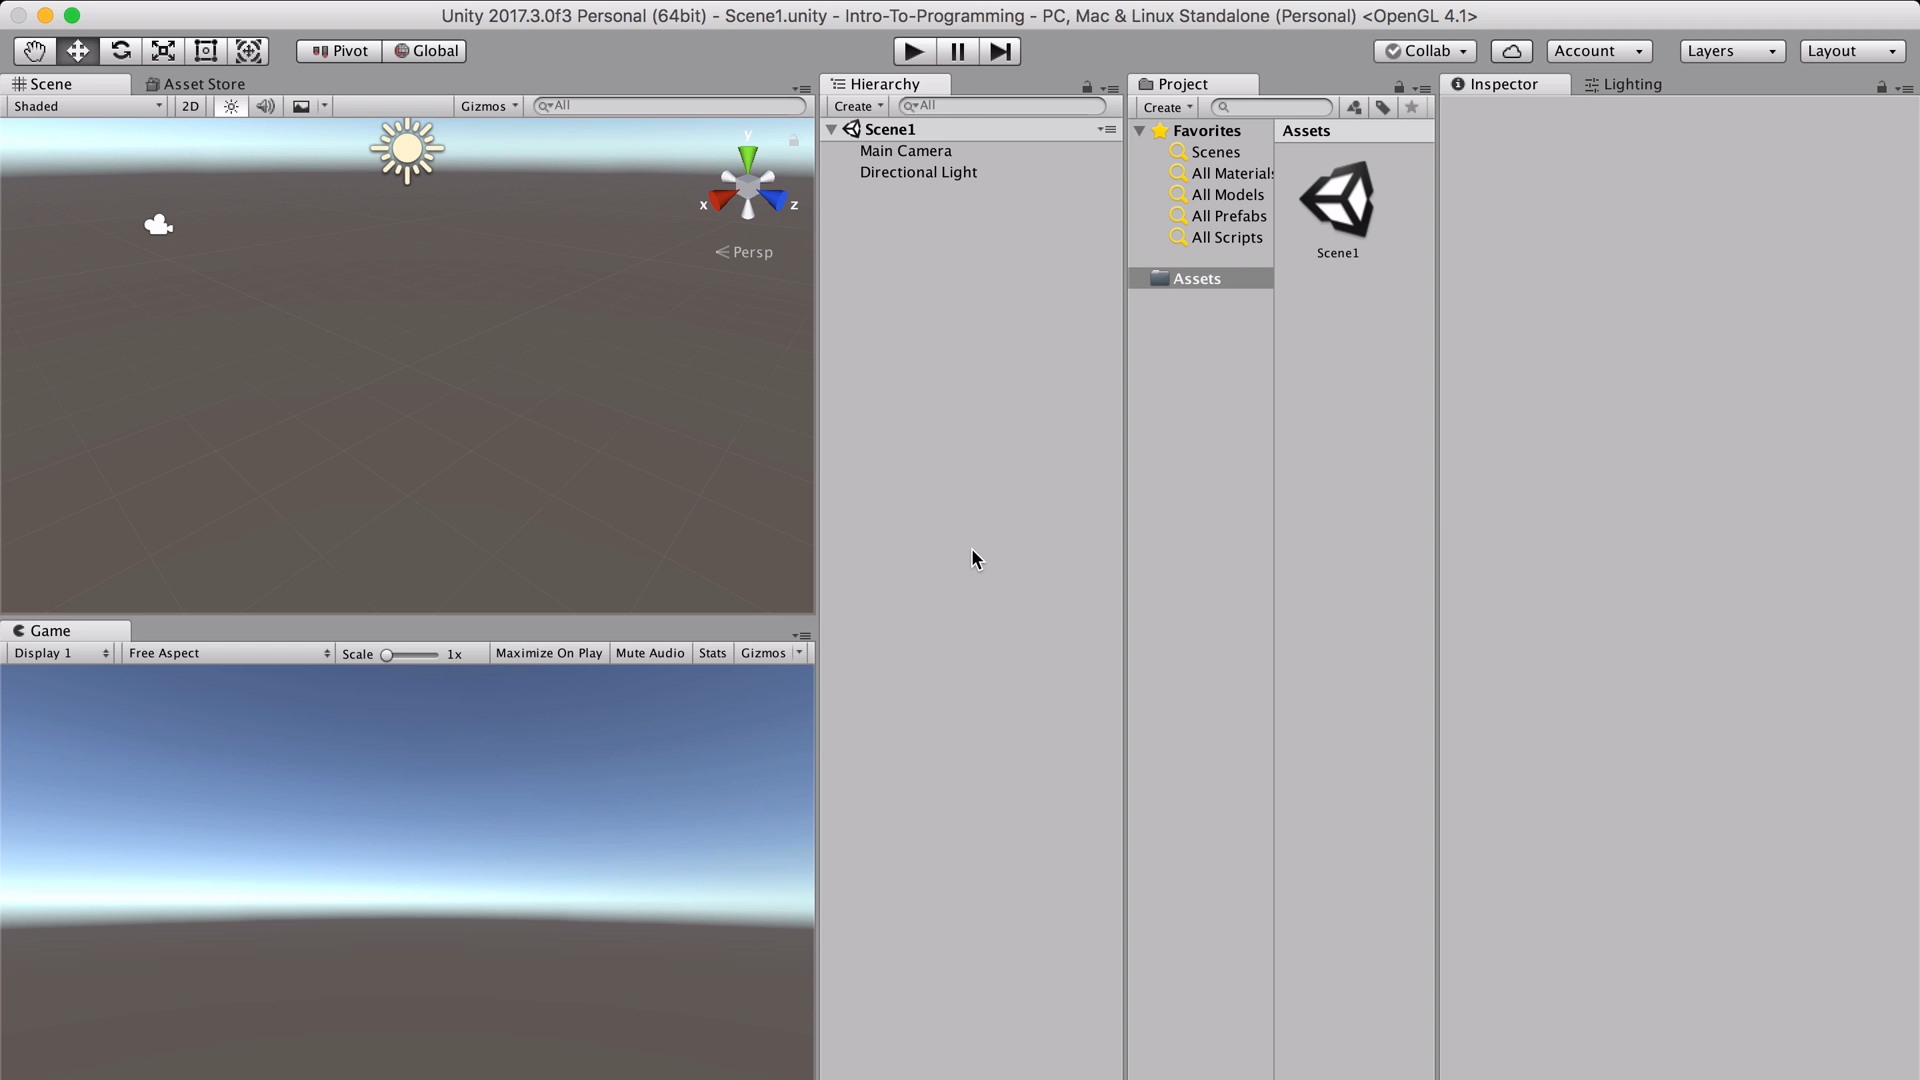 Unity 2017.3.0f3 Personal (64bit) - Scene1.unity - Intro-To-Programming - PC, Mac & Linux Standalone (Personal) <OpenGL 4.1>
Pivot Global Collab Account Layers Layout
Scene Asset Store
Shaded 2D Gizmos All
y
x z
Persp
Game
Display 1 Free Aspect Scale 1x Maximize On Play Mute Audio Stats Gizmos
Hierarchy
Create All
Scene1
Main Camera
Directional Light
Project
Create
Favorites
Scenes
All Materials
All Models
All Prefabs
All Scripts
Assets
Assets
Scene1
Inspector Lighting